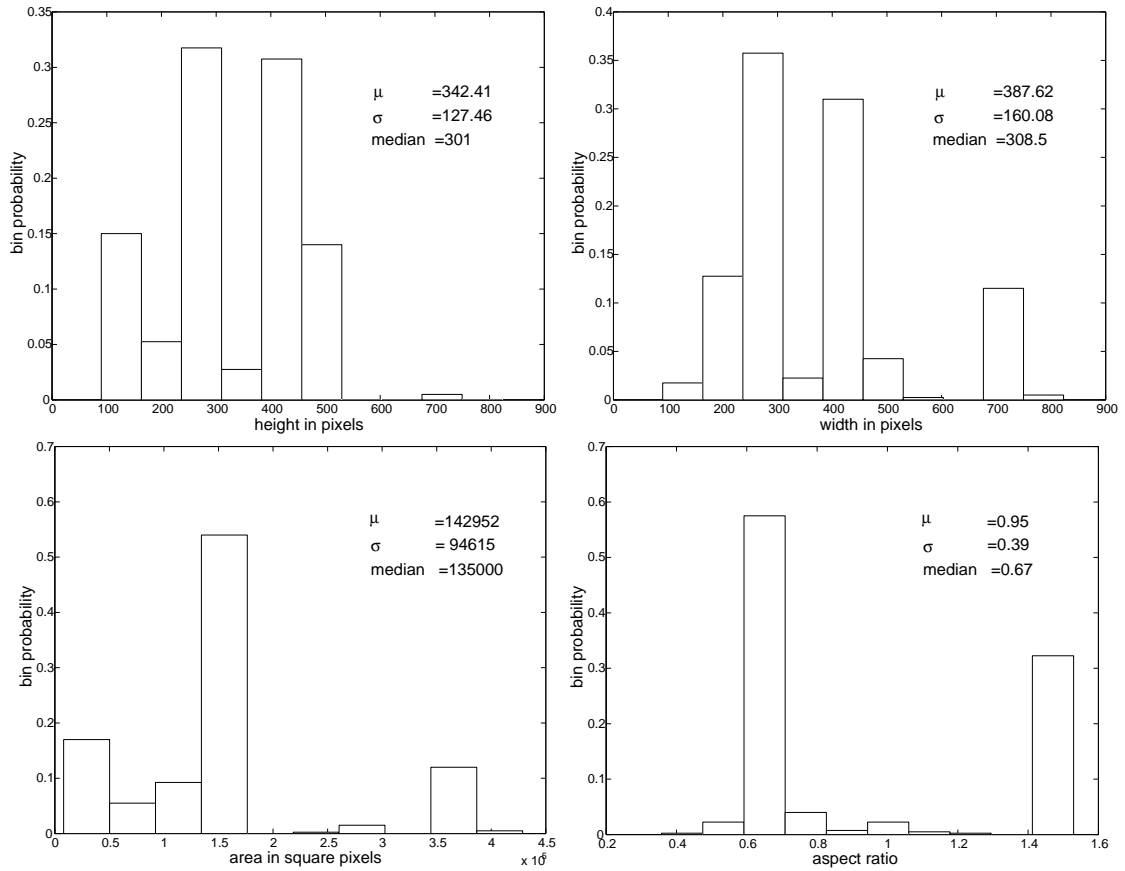 0.35
0.3
0.25
0.2
0.15
0.1
0.05
0
bin probability
μ =342.41
σ =127.46
median =301
0 100 200 300 400 500 600 700 800 900
height in pixels
0.4
0.35
0.3
0.25
0.2
0.15
0.1
0.05
0
bin probability
μ =387.62
σ =160.08
median =308.5
0 100 200 300 400 500 600 700 800 900
width in pixels
0.7
0.6
0.5
0.4
0.3
0.2
0.1
0
bin probability
μ =142952
σ = 94615
median =135000
0 0.5 1 1.5 2 2.5 3 3.5 4 4.5
area in square pixels
x 10
0.7
0.6
0.5
0.4
0.3
0.2
0.1
0
bin probability
μ =0.95
σ =0.39
median =0.67
0.2 0.4 0.6 0.8 1 1.2 1.4 1.6
aspect ratio